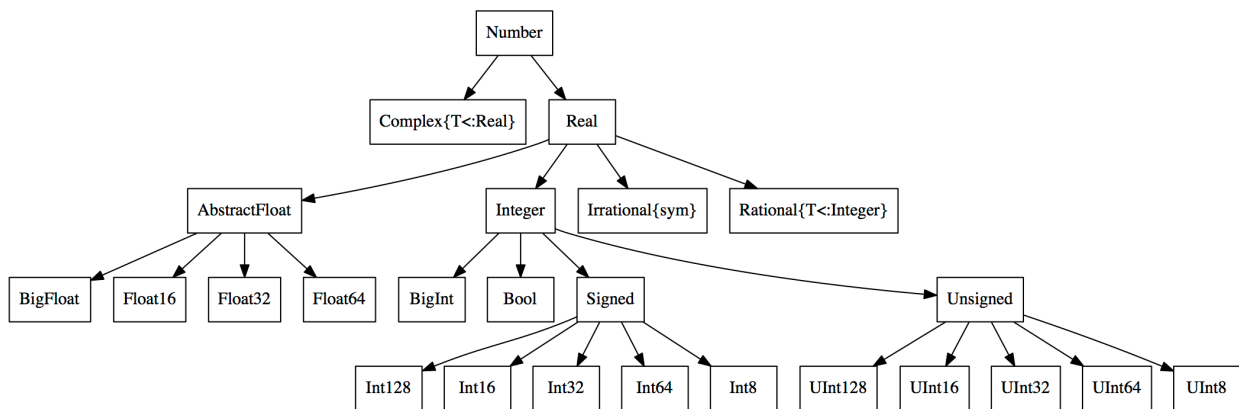 Number
Complex{T<:Real}
Real
AbstractFloat
Integer
Irrational{sym}
Rational{T<:Integer}
BigFloat
Float16
Float32
Float64
BigInt
Bool
Signed
Unsigned
Int128
Int16
Int32
Int64
Int8
UInt128
UInt16
UInt32
UInt64
UInt8